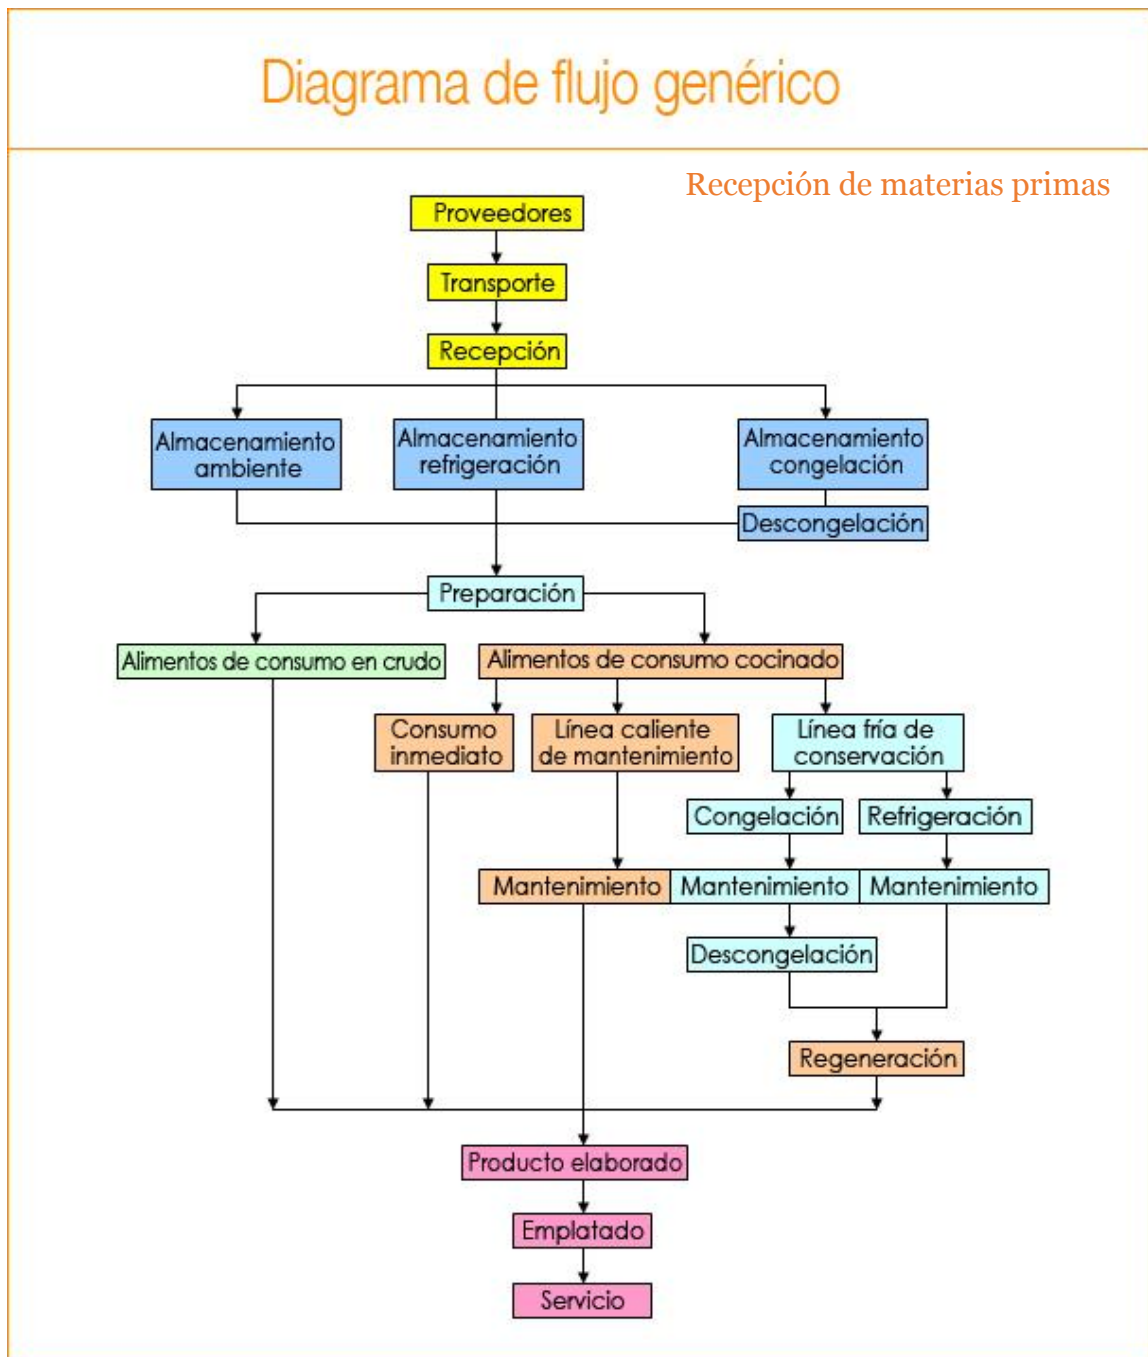 Diagrama de flujo genérico
Recepción de materias primas
Proveedores
Transporte
Recepción
Almacenamiento
ambiente
Almacenamiento
refrigeración
Almacenamiento
congelación
Descongelación
Preparación
Alimentos de consumo en crudo
Alimentos de consumo cocinado
Consumo
inmediato
Línea caliente
de mantenimiento
Línea fría de
conservación
Congelación
Refrigeración
Mantenimiento
Mantenimiento
Mantenimiento
Descongelación
Regeneración
Producto elaborado
Emplatado
Servicio